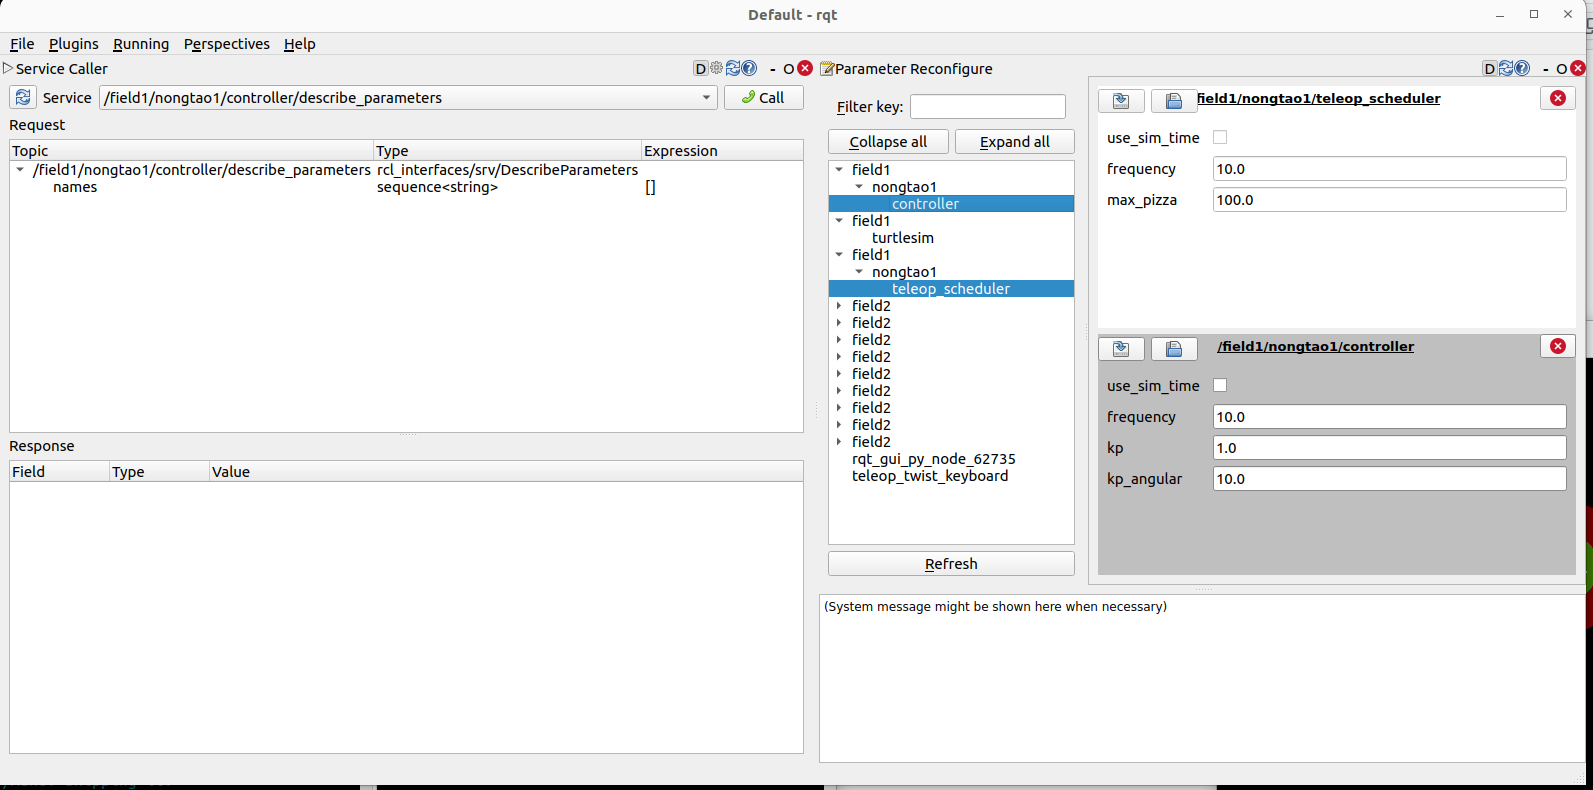 Default - rqt
File Plugins Running Perspectives Help
Service Caller
D - O
Service /field1/nongtao1/controller/describe_parameters Call
Request
Topic Type Expression
/field1/nongtao1/controller/describe_parameters rcl_interfaces/srv/DescribeParameters
names sequence<string> []
Response
Field Type Value
Parameter Reconfigure
D - O
Filter key:
Collapse all Expand all
field1
nongtao1
controller
field1
turtlesim
field1
nongtao1
teleop_scheduler
field2
field2
field2
field2
field2
field2
field2
field2
field2
rqt_gui_py_node_62735
teleop_twist_keyboard
Refresh
field1/nongtao1/teleop_scheduler
use_sim_time
frequency 10.0
max_pizza 100.0
/field1/nongtao1/controller
use_sim_time
frequency 10.0
kp 1.0
kp_angular 10.0
(System message might be shown here when necessary)